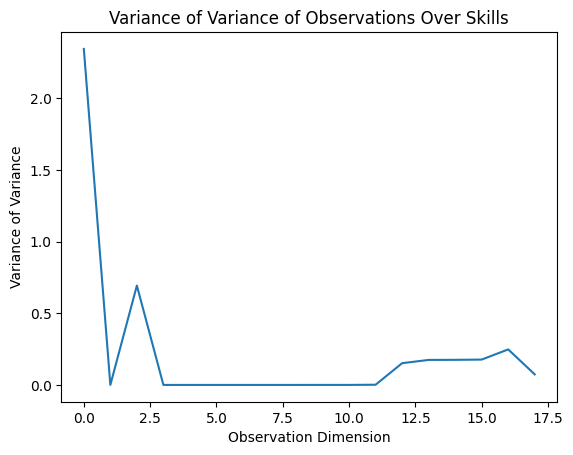 Variance of Variance of Observations Over Skills
Variance of Variance
2.0
1.5
1.0
0.5
0.0
0.0 2.5 5.0 7.5 10.0 12.5 15.0 17.5
Observation Dimension